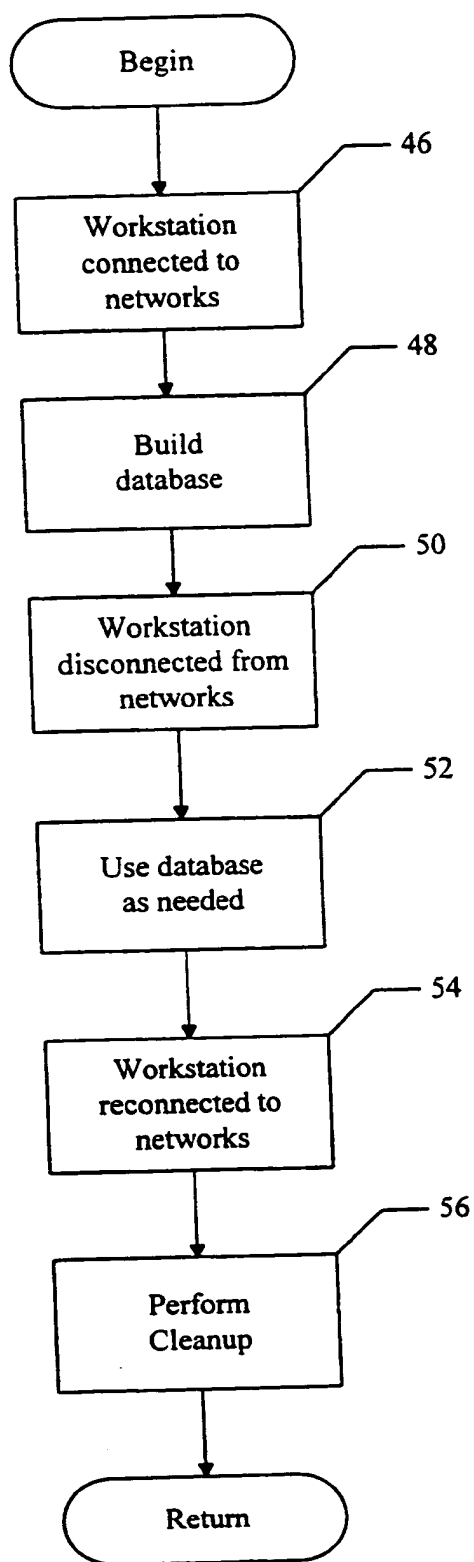 Begin
46
Workstation
connected to
networks
48
Build
database
50
Workstation
disconnected from
networks
52
Use database
as needed
54
Workstation
reconnected to
networks
56
Perform
Cleanup
Return